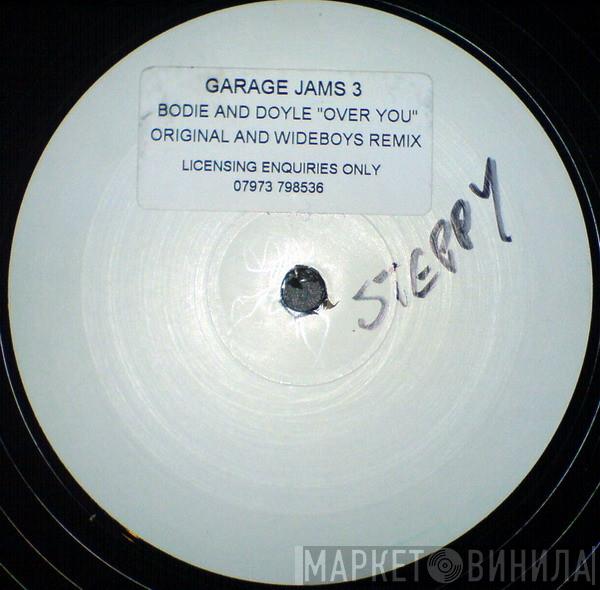 GARAGE JAMS 3
BODIE AND DOYLE "OVER YOU"
ORIGINAL AND WIDEBOYS REMIX
LICENSING ENQUIRIES ONLY
07973 798536
STEPPY
МАРКЕТ ВИНИЛА